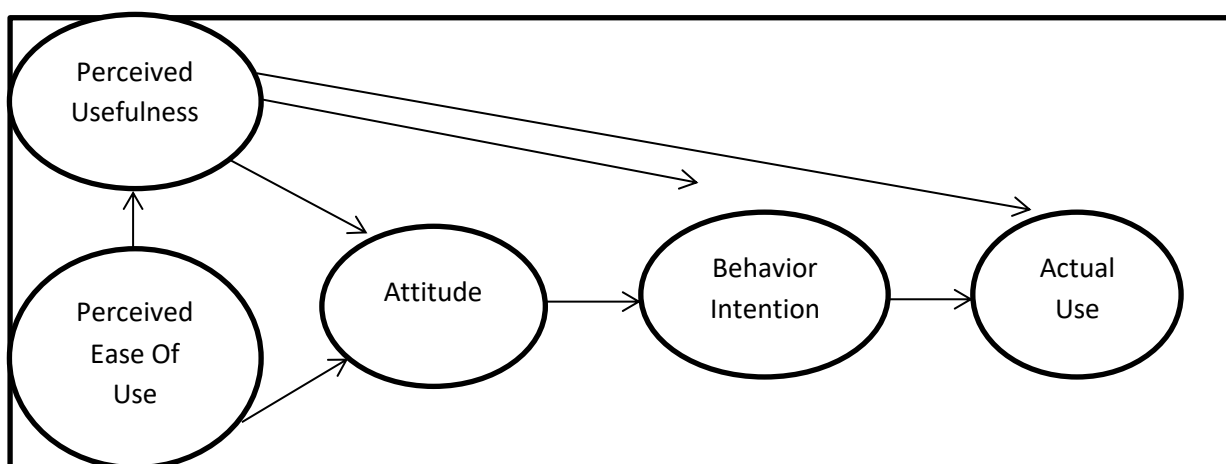 Perceived
Usefulness
Perceived
Ease Of
Use
Attitude
Behavior
Intention
Actual
Use